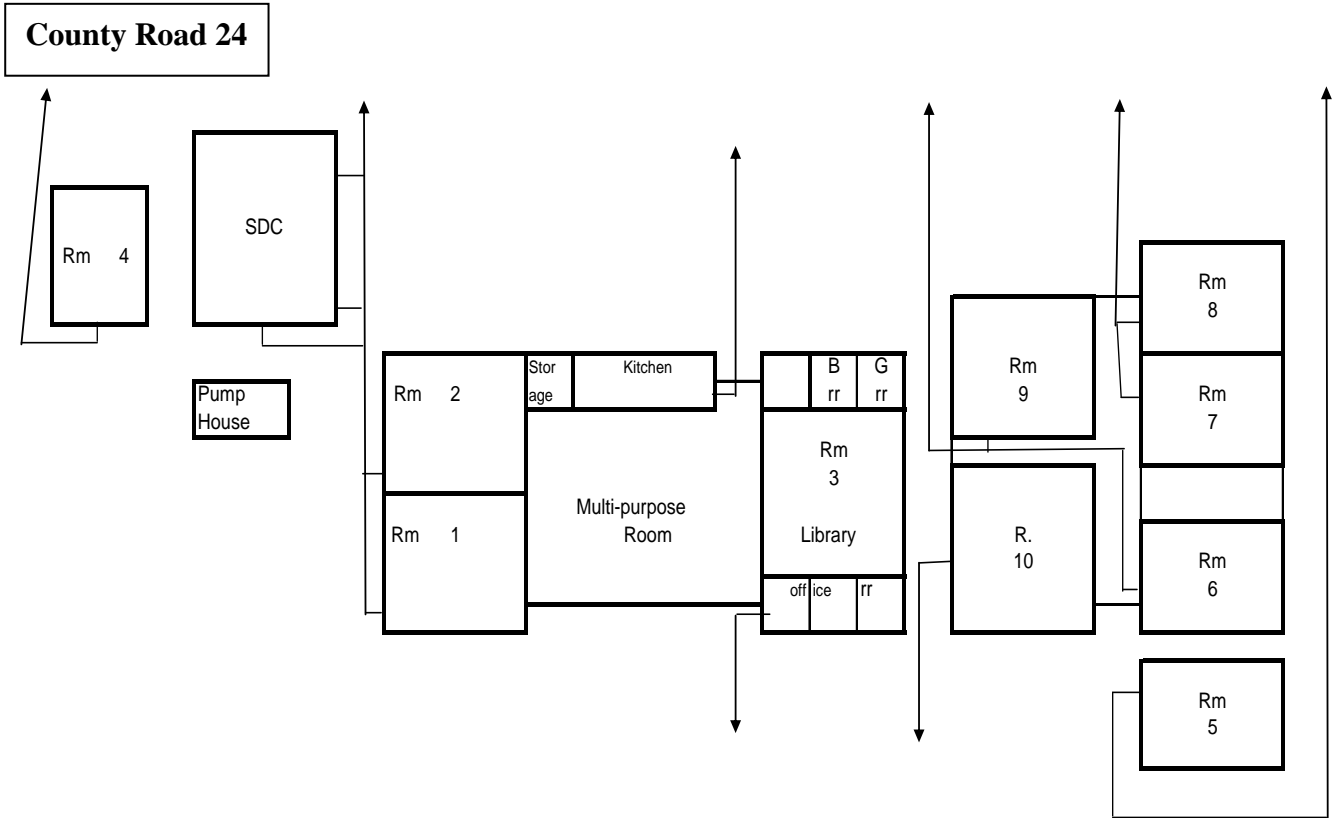 County Road 24
SDC
Rm 4
Pump
House
Rm 2
Stor
age
Kitchen
B
rr
G
rr
Rm
3
Library
Multi-purpose
Room
Rm 1
off ice
rr
Rm
9
R.
10
Rm
8
Rm
7
Rm
6
Rm
5